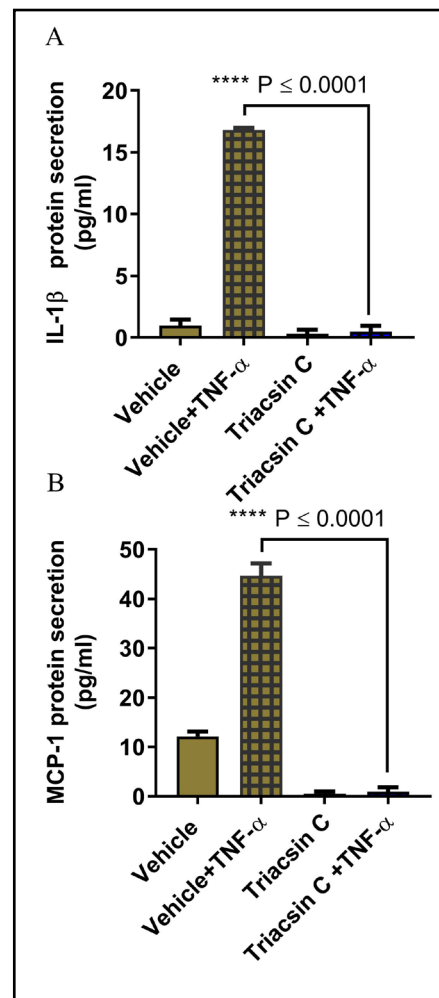 A
**** P ≤ 0.0001
IL-1β protein secretion
(pg/ml)
20
15
10
5
0
Vehicle
Vehicle+TNF-α
Triacsin C
Triacsin C +TNF-α
B
**** P ≤ 0.0001
MCP-1 protein secretion
(pg/ml)
50
40
30
20
10
0
Vehicle
Vehicle+TNF-α
Triacsin C
Triacsin C +TNF-α